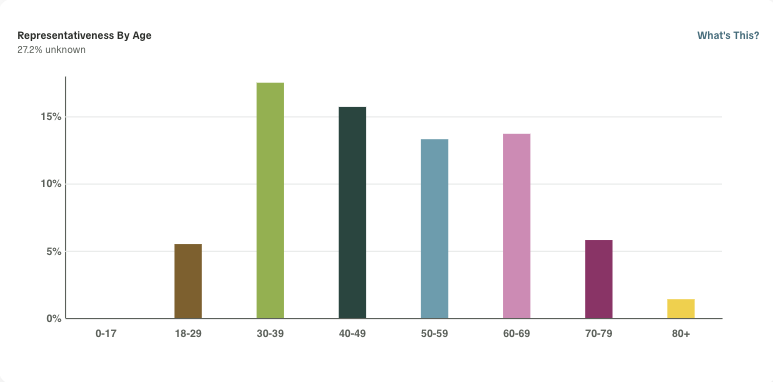 Representativeness By Age
What's This?
27.2% unknown
15%
10%
5%
0%
0-17 18-29 30-39 40-49 50-59 60-69 70-79 80+